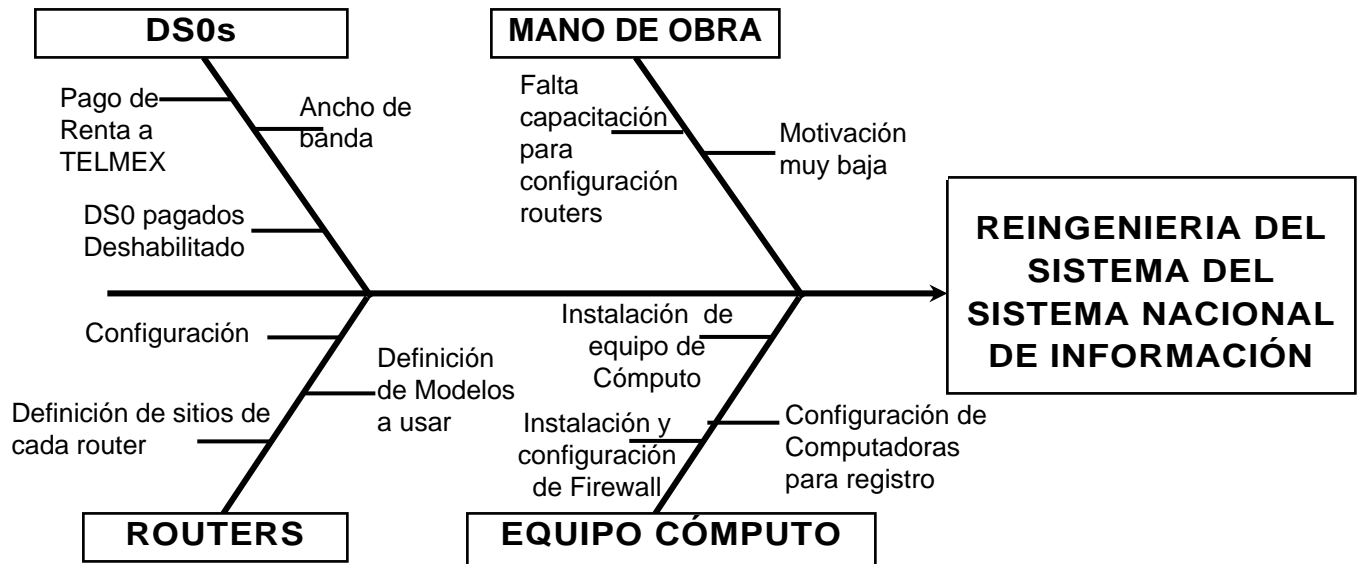 DS0s
MANO DE OBRA
Pago de
Renta a
TELMEX
Ancho de
banda
DS0 pagados
Deshabilitado
Falta
capacitación
para
configuración
routers
Motivación
muy baja
REINGENIERIA DEL
SISTEMA DEL
SISTEMA NACIONAL
DE INFORMACIÓN
Configuración
Definición
de Modelos
a usar
Definición de sitios de
cada router
Instalación de
equipo de
Cómputo
Instalación y
configuración
de Firewall
Configuración de
Computadoras
para registro
ROUTERS
EQUIPO CÓMPUTO